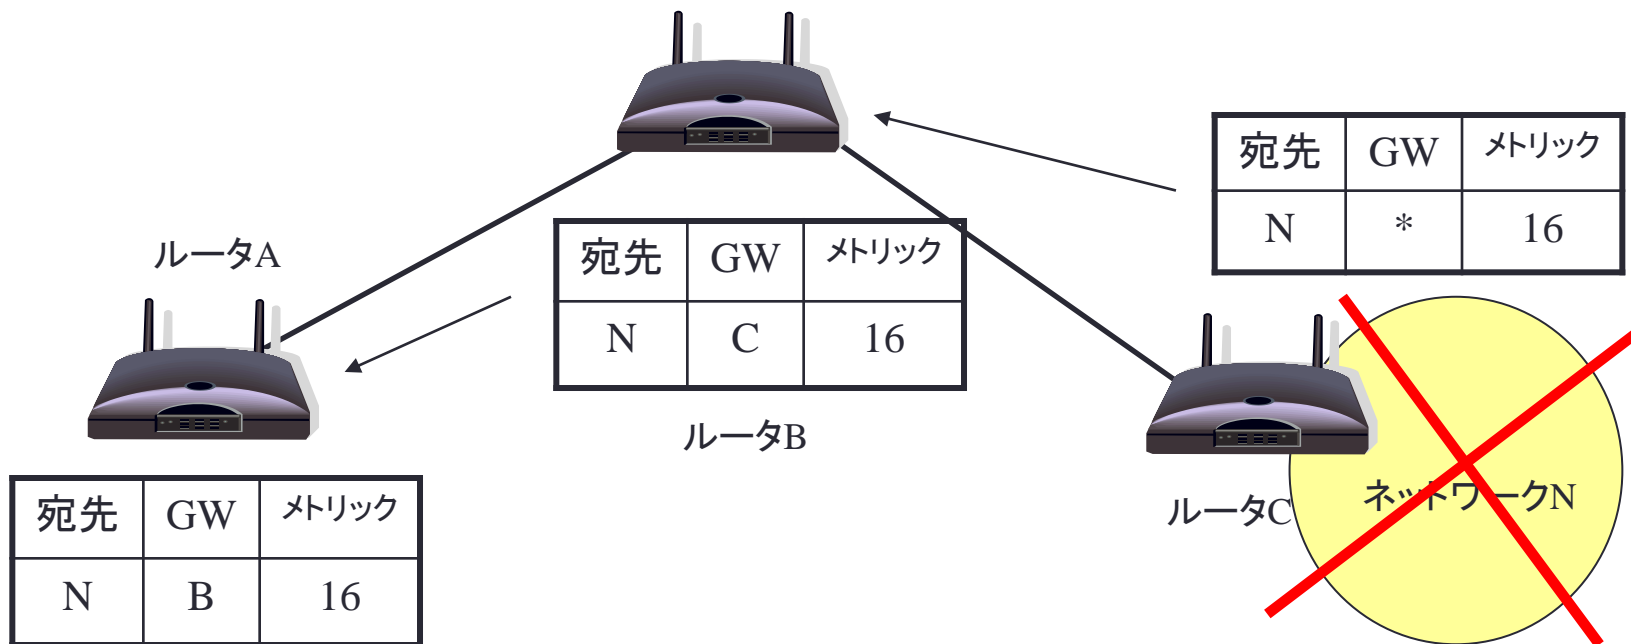 宛先 GW メトリック
N * 16
ルータA
宛先 GW メトリック
N C 16
ルータB
ルータC
ネットワークN
宛先 GW メトリック
N B 16